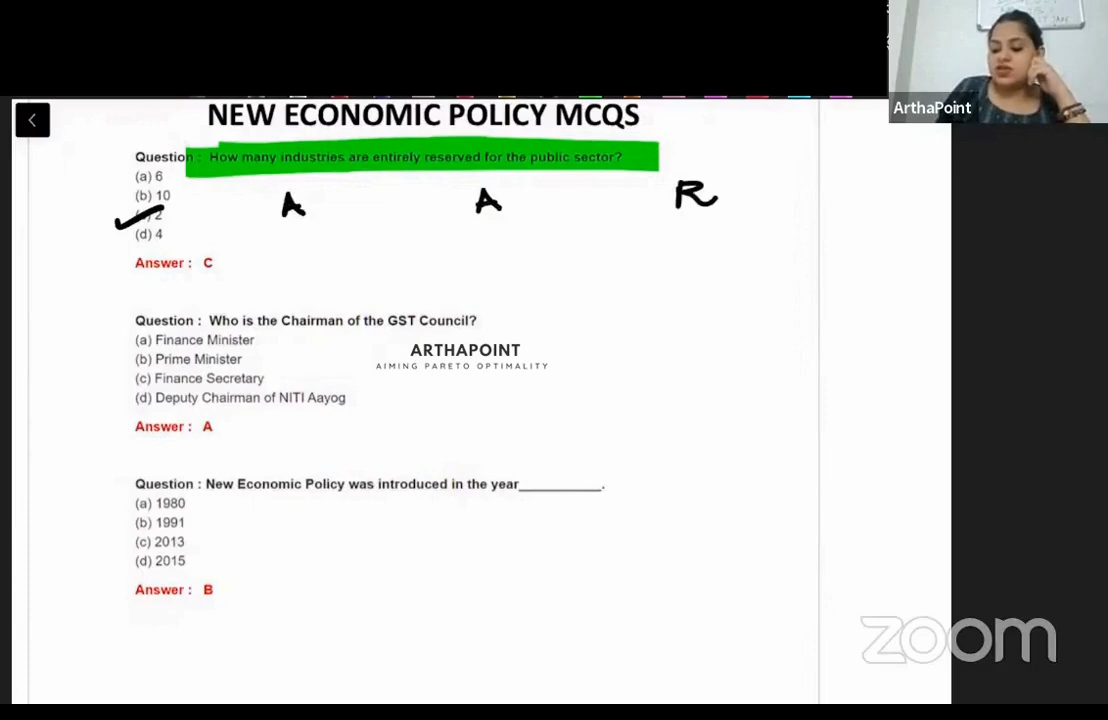 ArthaPoint
NEW ECONOMIC POLICY MCQS
Question : How many industries are entirely reserved for the public sector?
(a) 6
(b) 10
A A R
2
(d) 4
Answer : C
Question : Who is the Chairman of the GST Council?
(a) Finance Minister
(b) Prime Minister
(c) Finance Secretary
(d) Deputy Chairman of NITI Aayog
ARTHAPOINT
AIMING PARETO OPTIMALITY
Answer : A
Question : New Economic Policy was introduced in the year___________.
(a) 1980
(b) 1991
(c) 2013
(d) 2015
Answer : B
zoom